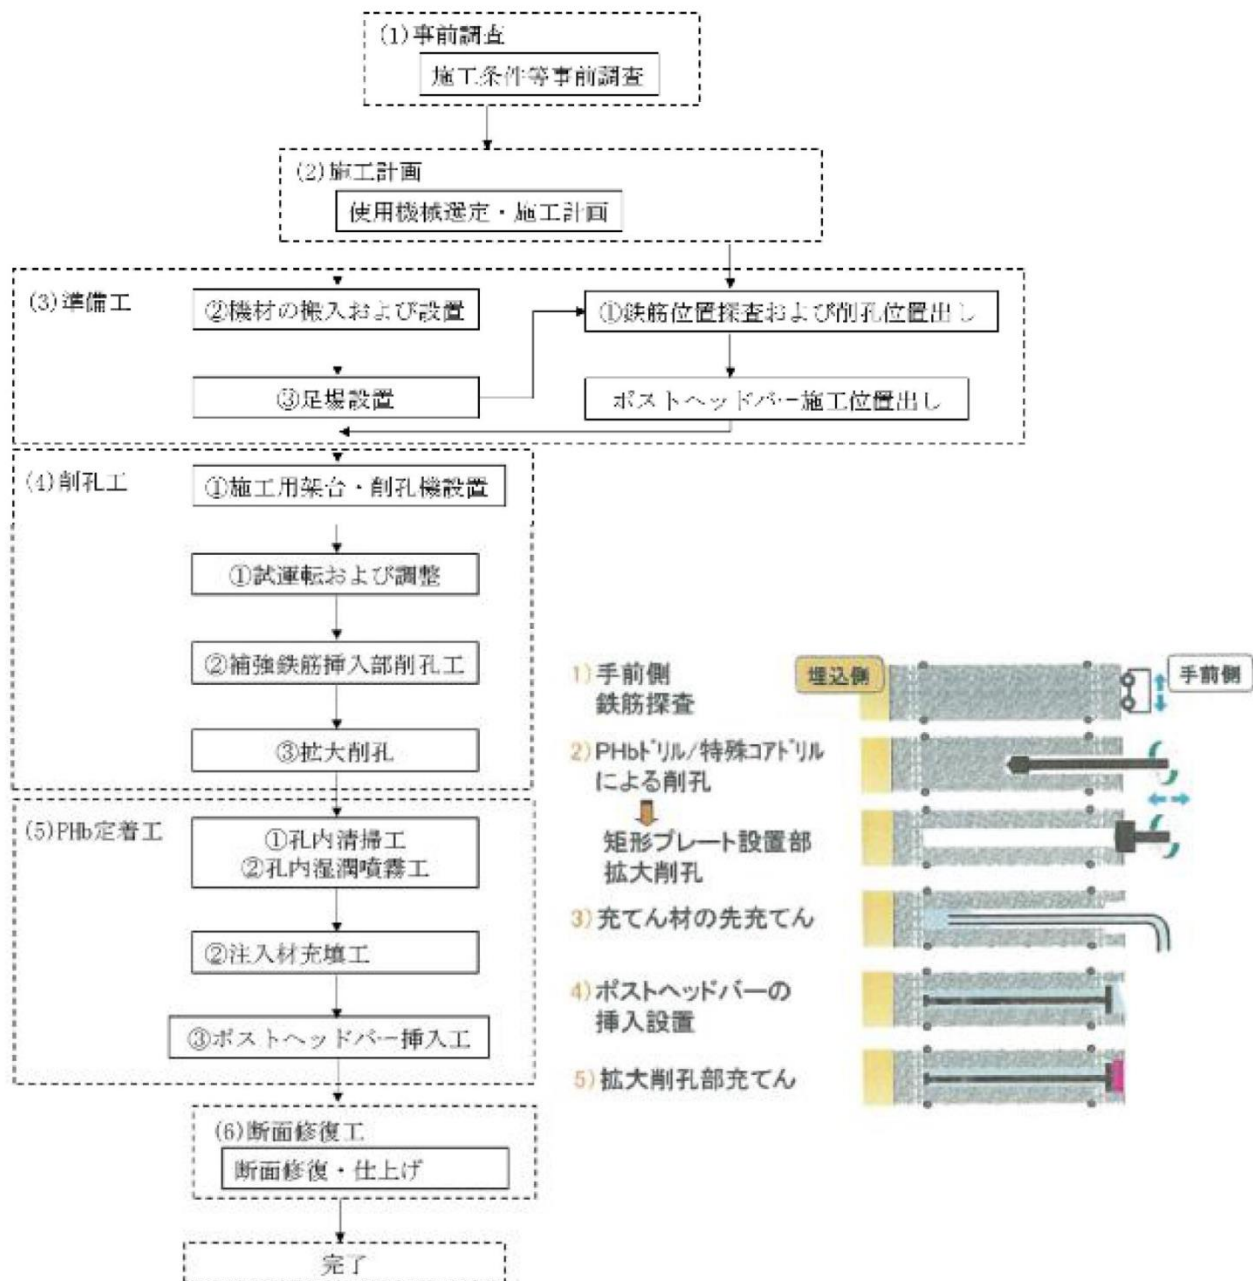 (1)事前調査
施工条件等事前調査
(2)施工計画
使用機械選定・施工計画
(3)準備工
②機材の搬入および設置
①鉄筋位置探査および削孔位置出し
③足場設置
ポストヘッドバー施工位置出し
(4)削孔工
①施工用架台・削孔機設置
①試運転および調整
②補強鉄筋挿入部削孔工
③拡大削孔
(5)PHb定着工
①孔内清掃工
②孔内湿潤噴霧工
②注入材充填工
③ポストヘッドバー挿入工
(6)断面修復工
断面修復・仕上げ
完了
1)手前側
鉄筋探査
埋込側
手前側
2)PHbﾄﾞﾘﾙ/特殊コアドリル
による削孔
矩形プレート設置部
拡大削孔
3)充てん材の先充てん
4)ポストヘッドバーの
挿入設置
5)拡大削孔部充てん